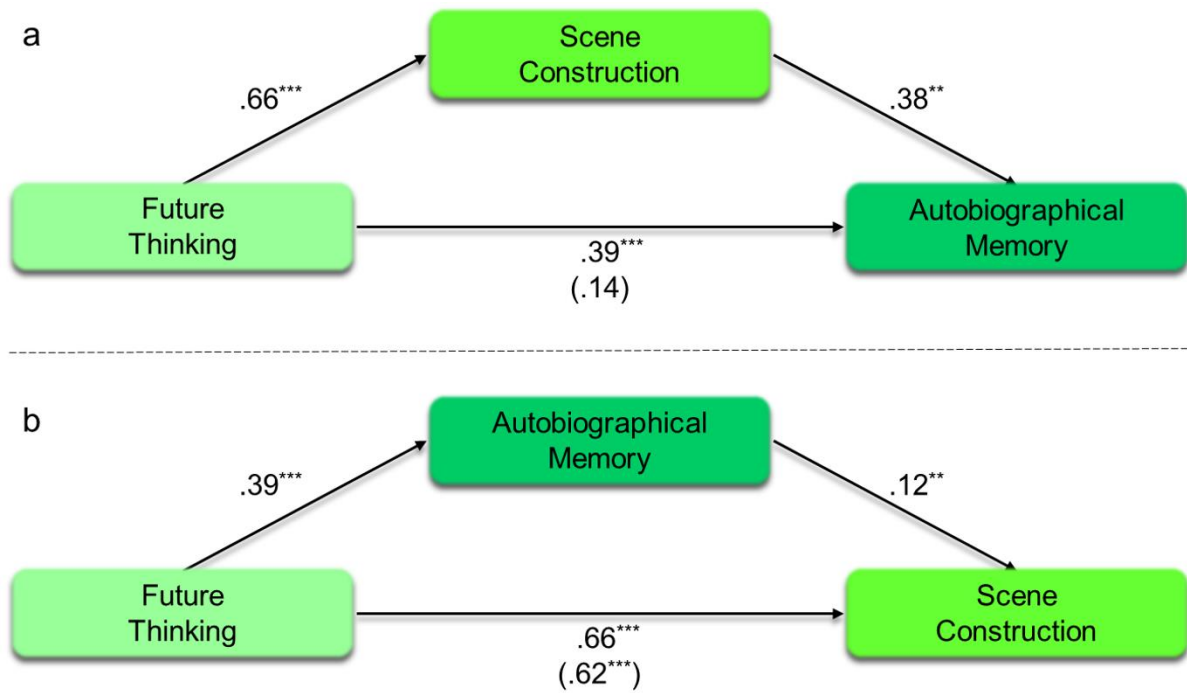 a
Scene
Construction
.66***
.38**
Future
Thinking
Autobiographical
Memory
.39***
(.14)
b
Autobiographical
Memory
.39***
.12**
Future
Thinking
Scene
Construction
.66***
(.62***)